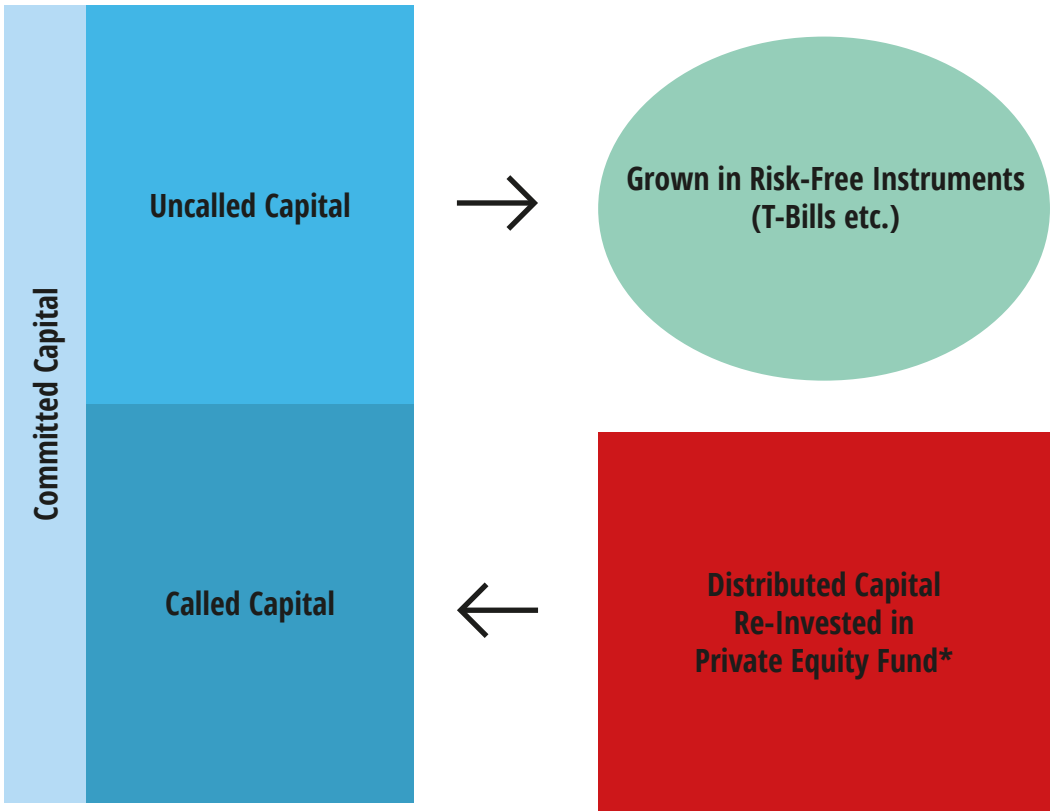 Committed Capital
Uncalled Capital
Grown in Risk-Free Instruments
(T-Bills etc.)
Called Capital
Distributed Capital
Re-Invested in
Private Equity Fund*